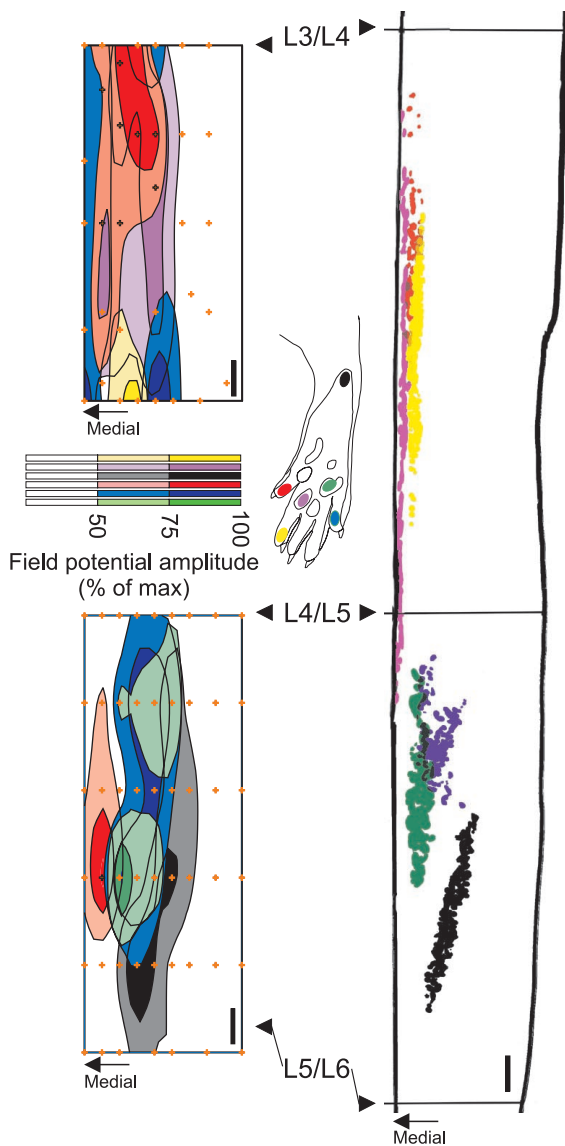 L3/L4
Medial
50
75
100
Field potential amplitude
(% of max)
L4/L5
L5/L6
Medial
Medial